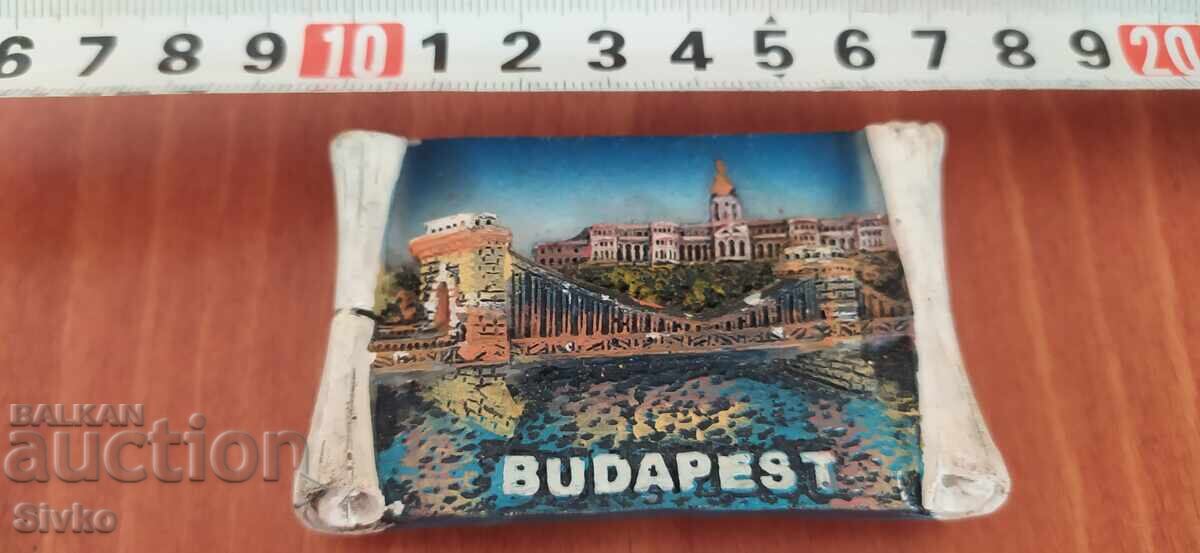 6 7 8 9 10 1 2 3 4 5 6 7 8 9 20
BUDAPEST
BALKAN
auction
Sivko